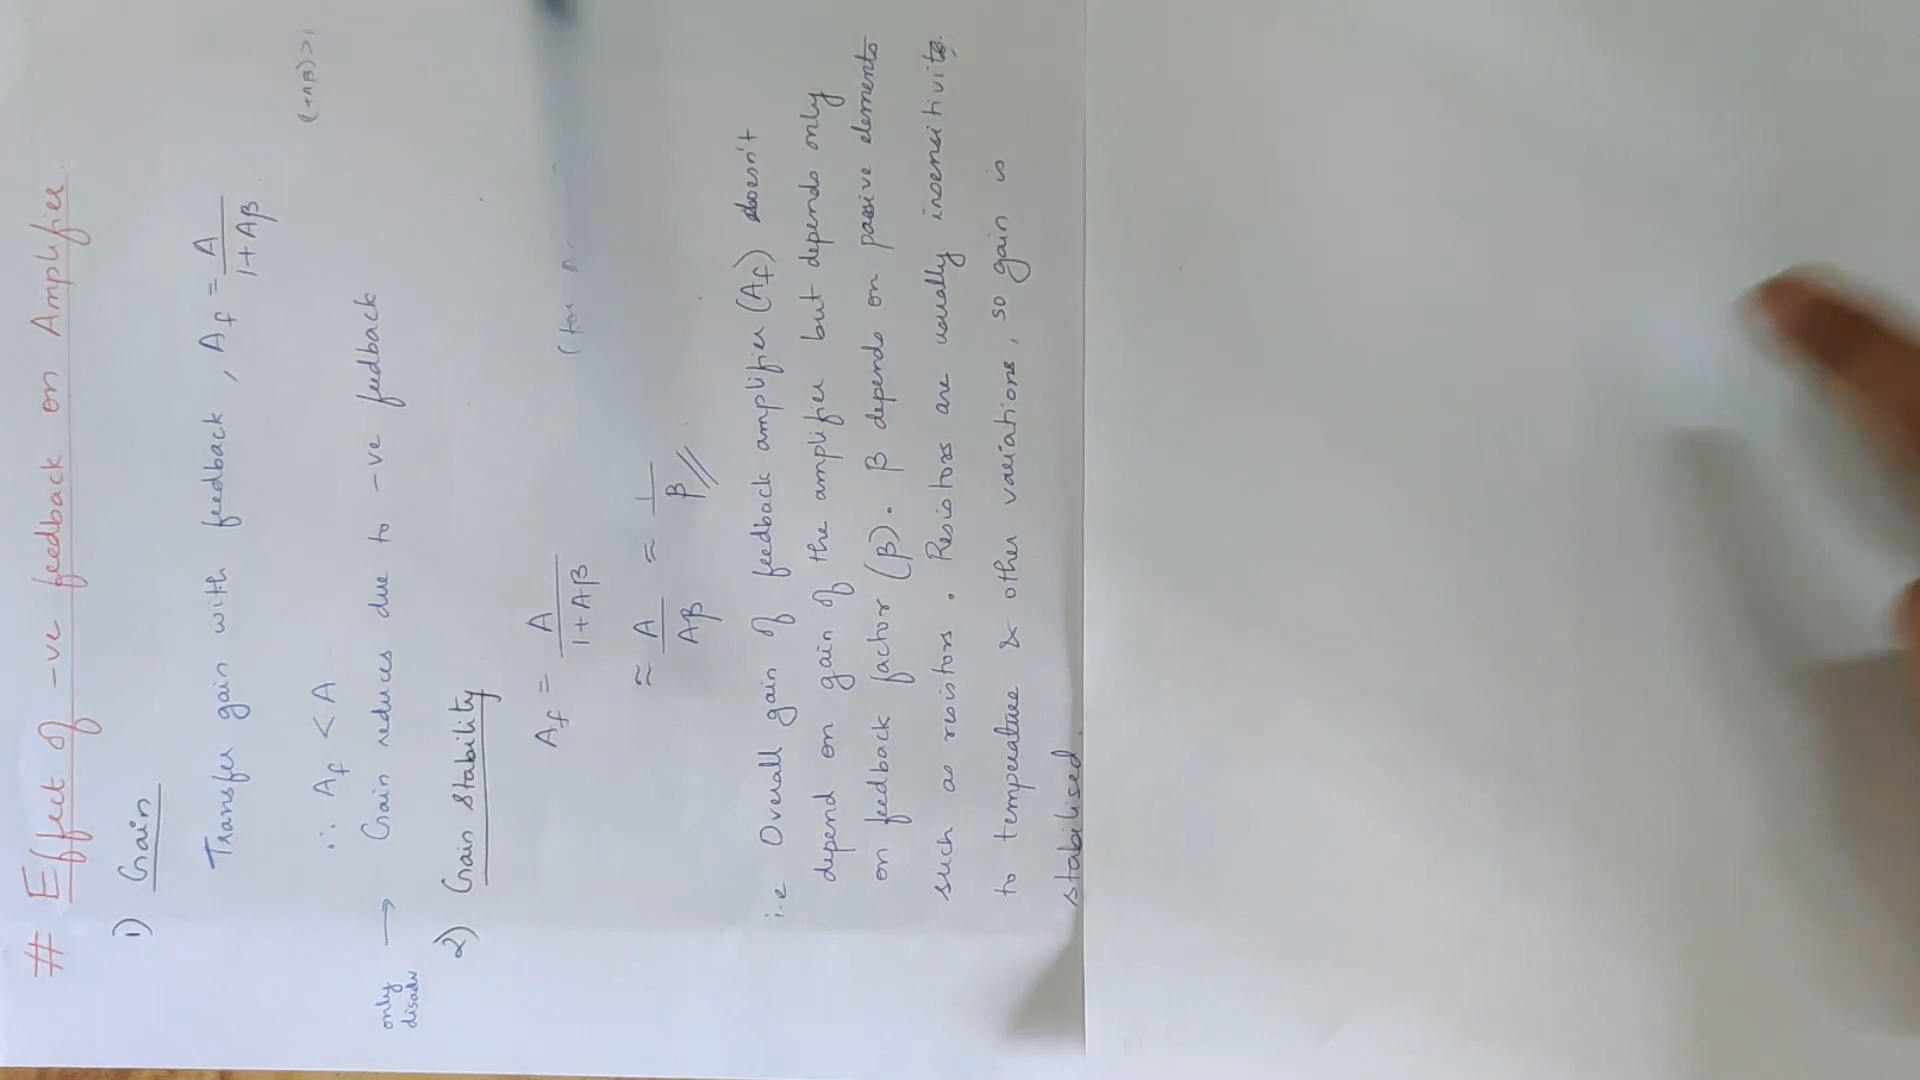 # Effect of -ve feedback on Amplifier
1) Gain
Transfer gain with feedback, Af = A / 1+Aβ
∴ Af < A
(1+Aβ) > 1
only disadv → Gain reduces due to -ve feedback
2) Gain Stability
Af = A / 1+Aβ
≈ A / Aβ ≈ 1 / β //
i.e Overall gain of feedback amplifier (Af) doesn't
depend on gain of the amplifier but depends only
on feedback factor (β). β depends on passive elements
such as resistors. Resistors are usually insensitivite
to temperature & other variations, so gain is
stabilised.